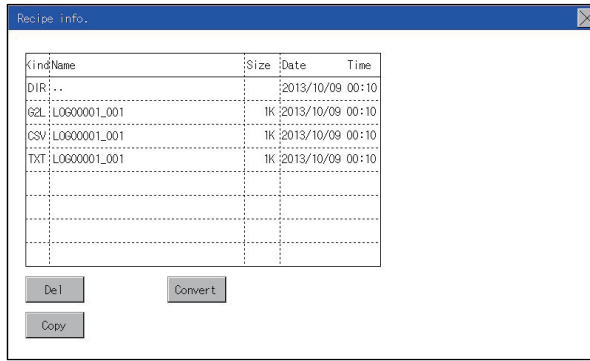 Recipe info.
Kind Name Size Date Time
DIR .. 2013/10/09 00:10
G2L LOG00001_001 1K 2013/10/09 00:10
CSV LOG00001_001 1K 2013/10/09 00:10
TXT LOG00001_001 1K 2013/10/09 00:10
Del Convert
Copy